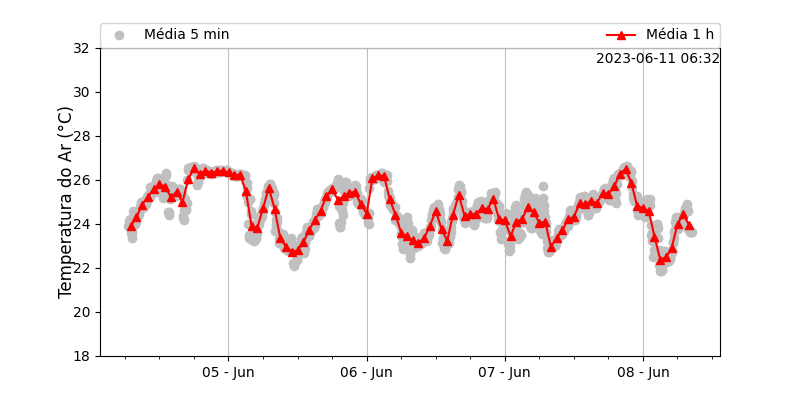 Média 5 min
Média 1 h
2023-06-11 06:32
Temperatura do Ar (°C)
32
30
28
26
24
22
20
18
05 - Jun
06 - Jun
07 - Jun
08 - Jun